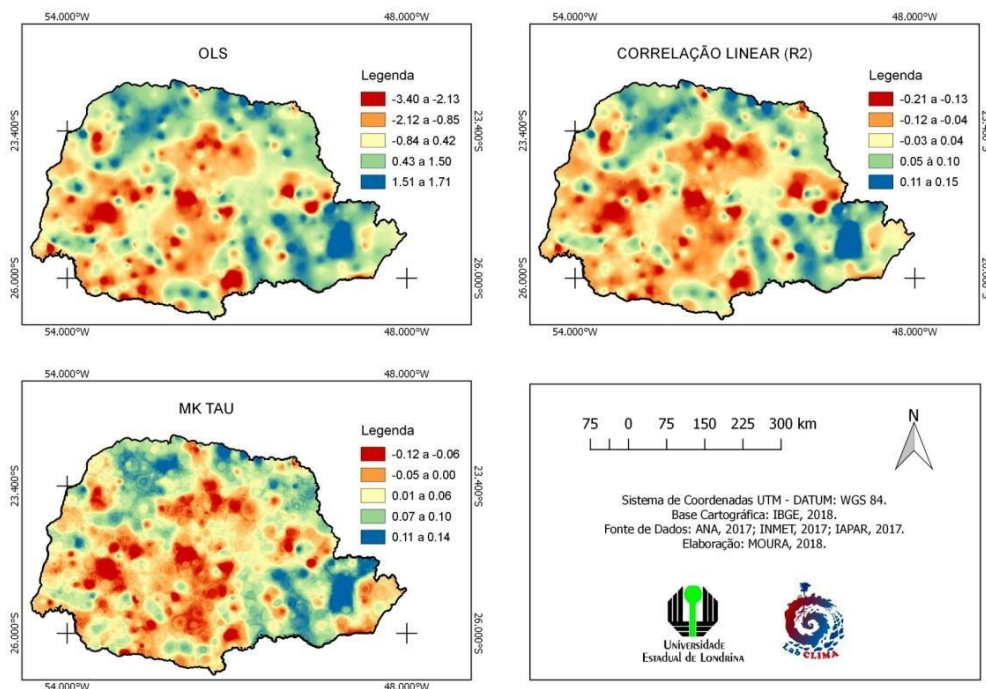 54.000°W
48.000°W
OLS
Legenda
-3.40 a -2.13
-2.12 a -0.85
-0.84 a 0.42
0.43 a 1.50
1.51 a 1.71
23.400°S
23.400°S
26.000°S
26.000°S
54.000°W
48.000°W
54.000°W
48.000°W
CORRELAÇÃO LINEAR (R2)
Legenda
-0.21 a -0.13
-0.12 a -0.04
-0.03 a 0.04
0.05 à 0.10
0.11 a 0.15
23.400°S
23.400°S
26.000°S
54.000°W
48.000°W
48.000°W
MK TAU
Legenda
-0.12 a -0.06
-0.05 a 0.00
0.01 a 0.06
0.07 a 0.10
0.11 a 0.14
23.400°S
23.400°S
26.000°S
26.000°S
54.000°W
48.000°W
75 0 75 150 225 300 km
N
Sistema de Coordenadas UTM - DATUM: WGS 84.
Base Cartográfica: IBGE, 2018.
Fonte de Dados: ANA, 2017; INMET, 2017; IAPAR, 2017.
Elaboração: MOURA, 2018.
Universidade
Estadual de Londrina
Lab CLIMA